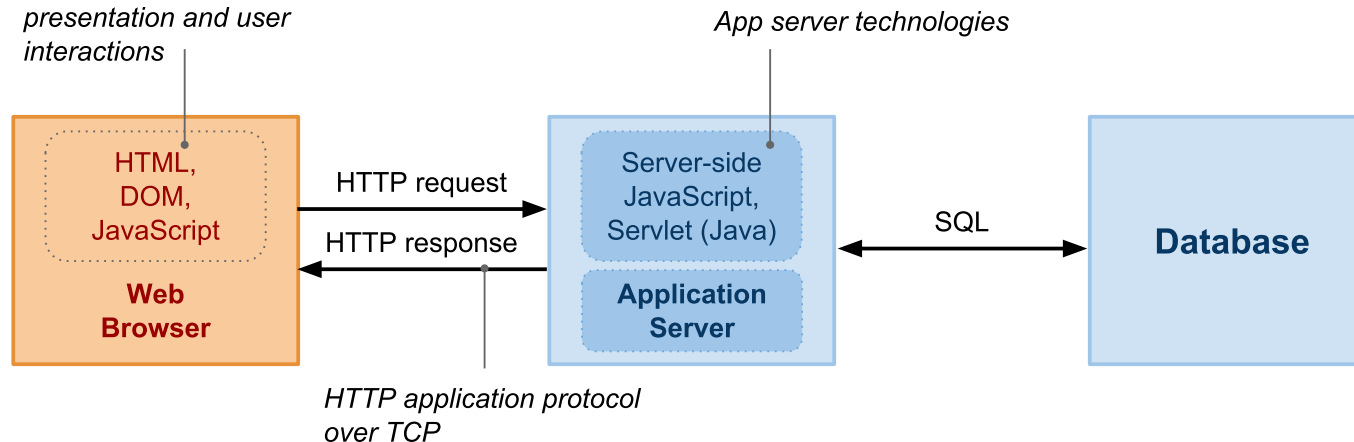 presentation and user
interactions
App server technologies
HTML,
DOM,
JavaScript
Web
Browser
HTTP request
HTTP response
Server-side
JavaScript,
Servlet (Java)
Application
Server
SQL
Database
HTTP application protocol
over TCP